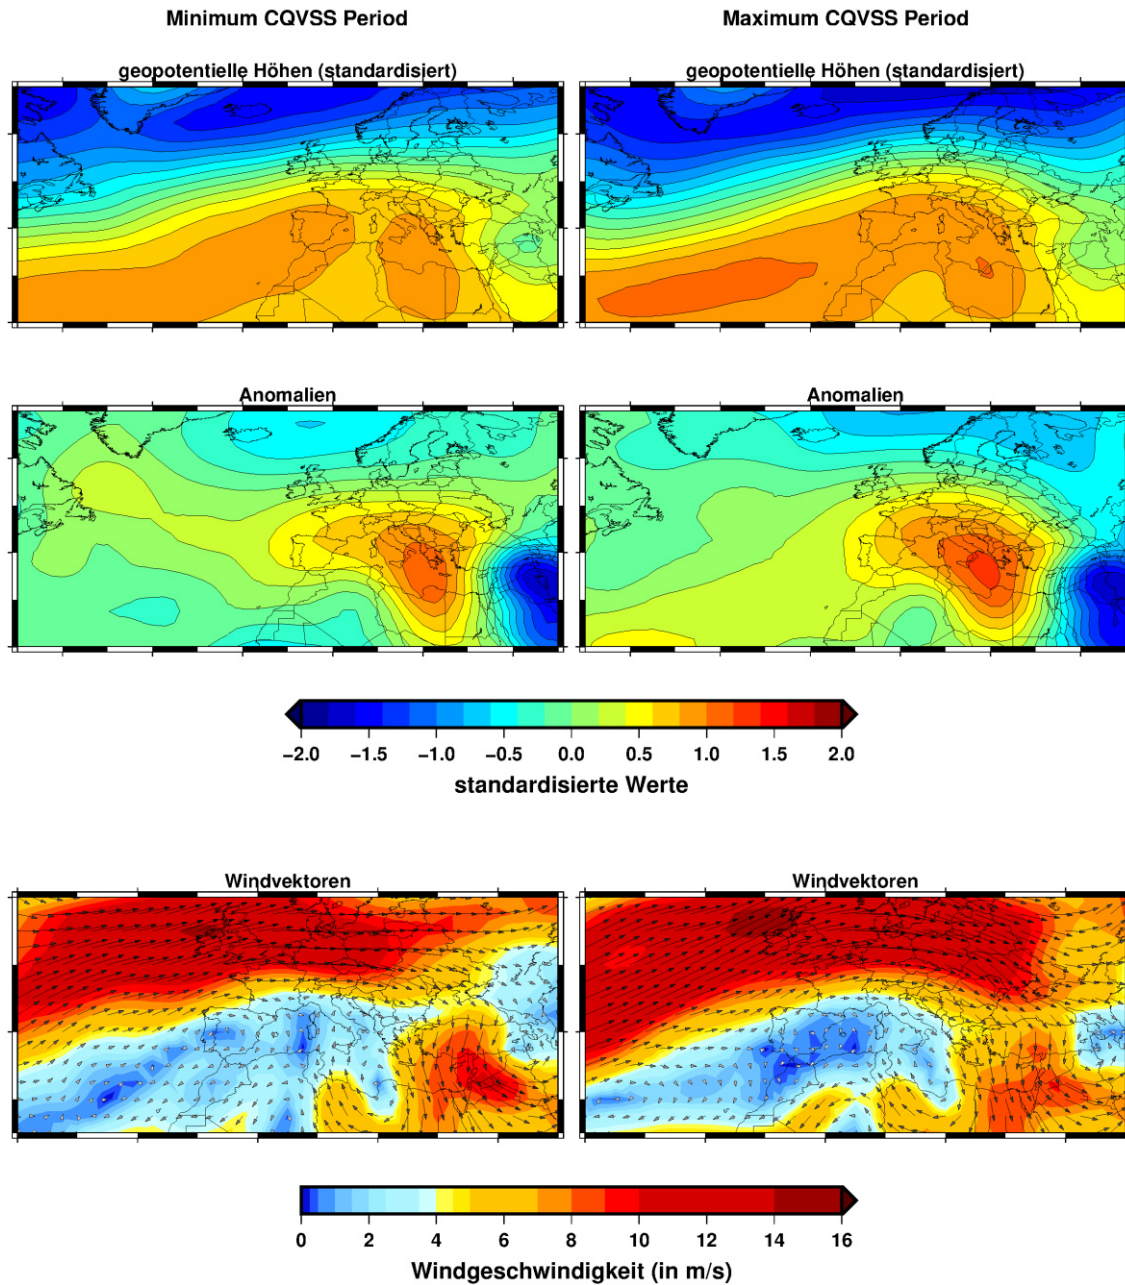 Minimum CQVSS Period
Maximum CQVSS Period
geopotentielle Höhen (standardisiert)
geopotentielle Höhen (standardisiert)
Anomalien
Anomalien
−2.0 −1.5 −1.0 −0.5 0.0 0.5 1.0 1.5 2.0
standardisierte Werte
Windvektoren
Windvektoren
0 2 4 6 8 10 14 16
Windgeschwindigkeit (in m/s)